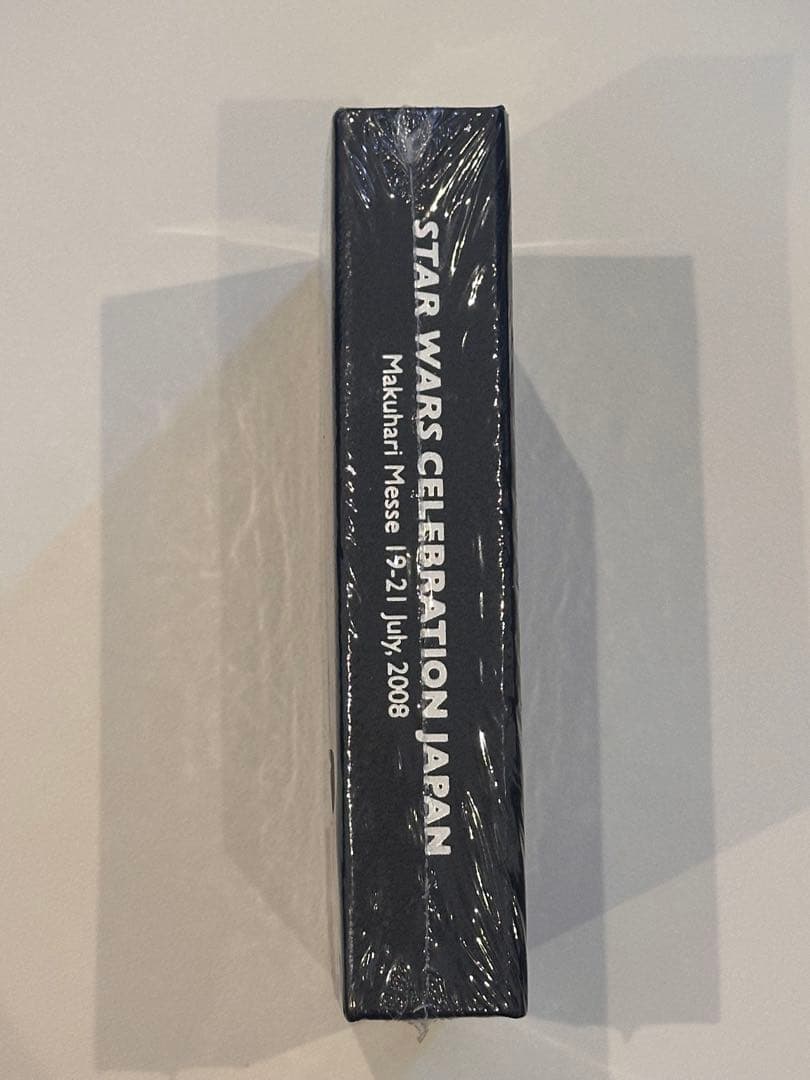 STAR WARS CELEBRATION JAPAN
Makuhari Messe 19-21 July, 2008